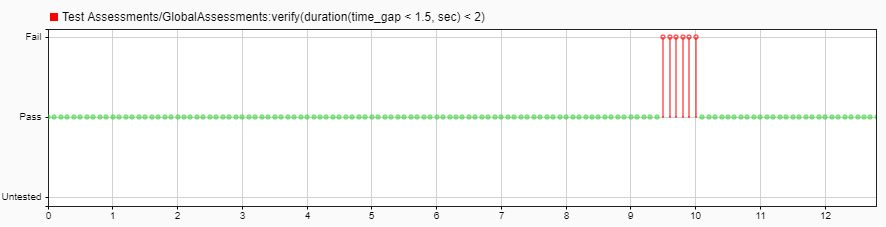 Test Assessments/GlobalAssessments:verify(duration(time_gap < 1.5, sec) < 2)
Fail
Pass
Untested
0 1 2 3 4 5 6 7 8 9 10 11 12